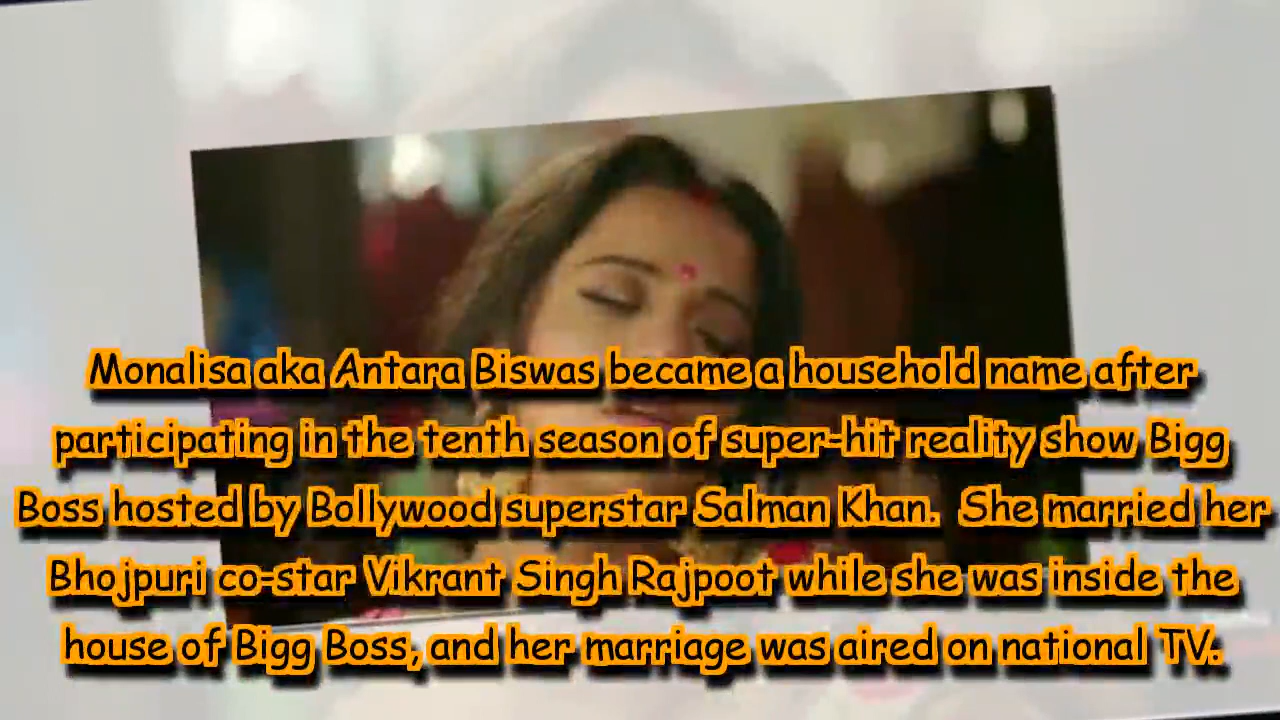 Monalisa aka Antara Biswas became a household name after
participating in the tenth season of super-hit reality show Bigg
Boss hosted by Bollywood superstar Salman Khan.  She married her
Bhojpuri co-star Vikrant Singh Rajpoot while she was inside the
house of Bigg Boss, and her marriage was aired on national TV.